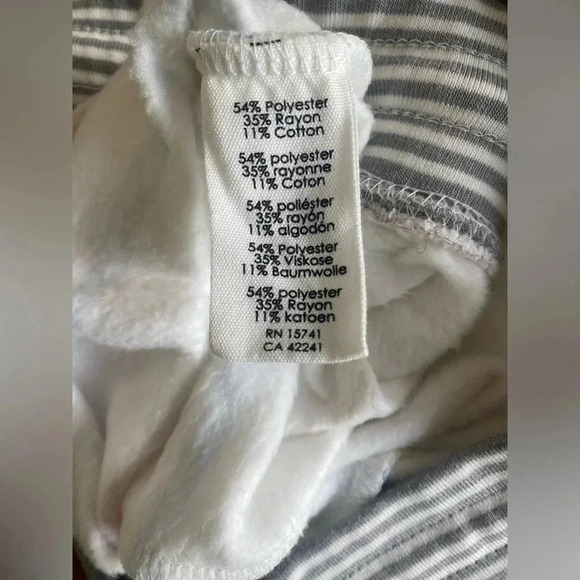 54% Polyester
35% Rayon
11% Cotton
54% polyester
35% rayonne
11% Coton
54% poliéster
35% rayón
11% algodón
54% Polyester
35% Viskose
11% Baumwolle
54% polyester
35% Rayon
11% katoen
RN 15741
CA 42241